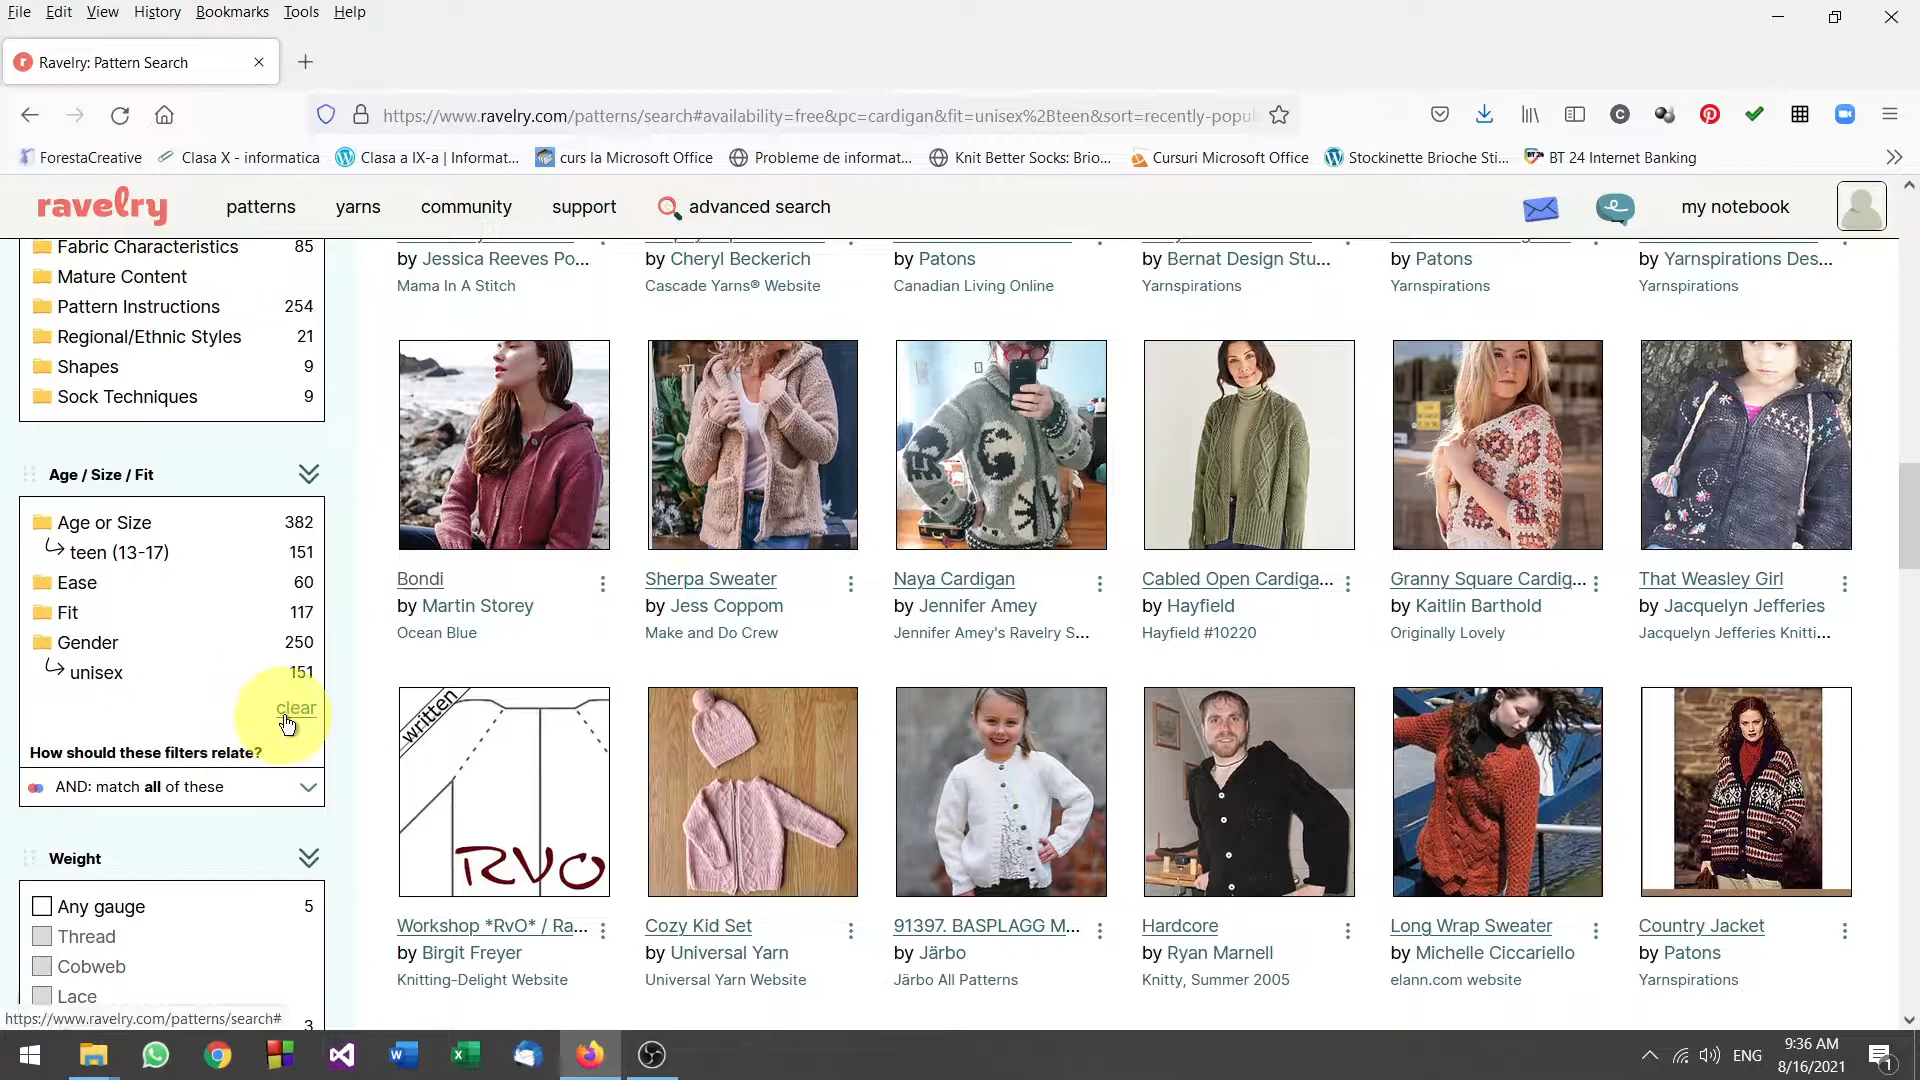 File Edit View History Bookmarks Tools Help
Ravelry: Pattern Search
https://www.ravelry.com/patterns/search#availability=free&pc=cardigan&fit=unisex%2Bteen&sort=recently-popul
ForestaCreative Clasa X - informatica Clasa a IX-a | Informat... curs la Microsoft Office Probleme de informat... Knit Better Socks: Brio... Cursuri Microsoft Office Stockinette Brioche Sti... BT 24 Internet Banking
ravelry patterns yarns community support advanced search my notebook
Fabric Characteristics 85
Mature Content
Pattern Instructions 254
Regional/Ethnic Styles 21
Shapes 9
Sock Techniques 9
Age / Size / Fit
Age or Size 382
teen (13-17) 151
Ease 60
Fit 117
Gender 250
unisex 151
clear
How should these filters relate?
AND: match all of these
Weight
Any gauge 5
Thread
Cobweb
Lace
3
https://www.ravelry.com/patterns/search#
by Jessica Reeves Po... by Cheryl Beckerich by Patons by Bernat Design Stu... by Patons by Yarnspirations Des...
Mama In A Stitch Cascade Yarns® Website Canadian Living Online Yarnspirations Yarnspirations Yarnspirations
Bondi Sherpa Sweater Naya Cardigan Cabled Open Cardiga... Granny Square Cardig... That Weasley Girl
by Martin Storey by Jess Coppom by Jennifer Amey by Hayfield by Kaitlin Barthold by Jacquelyn Jefferies
Ocean Blue Make and Do Crew Jennifer Amey's Ravelry S... Hayfield #10220 Originally Lovely Jacquelyn Jefferies Knitti...
written
RVO
Workshop *RvO* / Ra... Cozy Kid Set 91397. BASPLAGG M... Hardcore Long Wrap Sweater Country Jacket
by Birgit Freyer by Universal Yarn by Järbo by Ryan Marnell by Michelle Ciccariello by Patons
Knitting-Delight Website Universal Yarn Website Järbo All Patterns Knitty, Summer 2005 elann.com website Yarnspirations
ENG 9:36 AM
8/16/2021
1